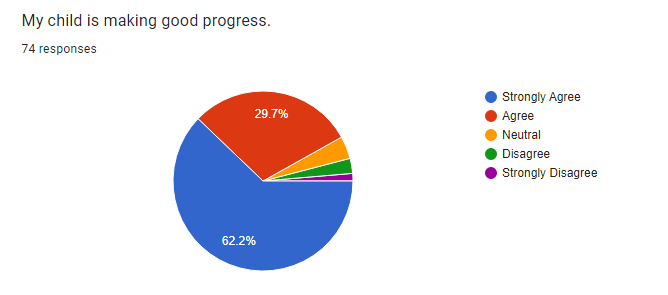 My child is making good progress.
74 responses
29.7%
62.2%
Strongly Agree
Agree
Neutral
Disagree
Strongly Disagree